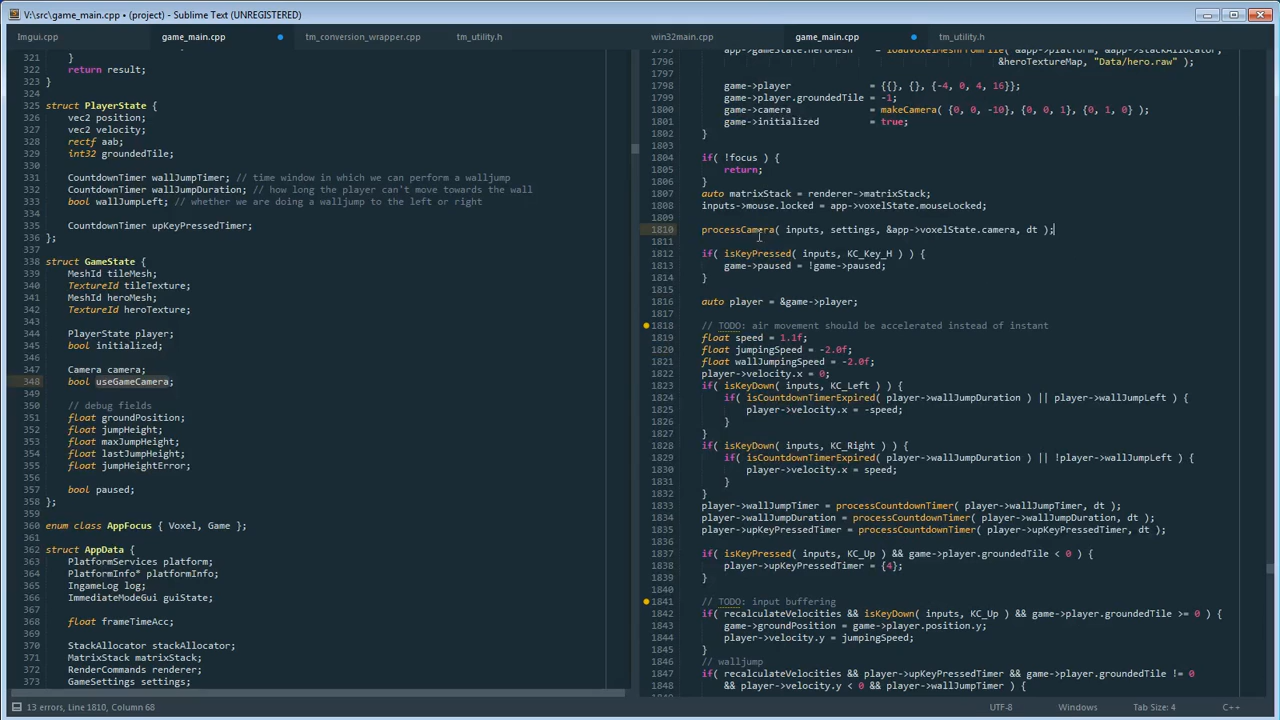 V:\src\game_main.cpp • (project) - Sublime Text (UNREGISTERED)
Imgui.cpp
game_main.cpp
tm_conversion_wrapper.cpp
tm_utility.h
win32main.cpp
game_main.cpp
tm_utility.h
321 }
322 return result;
323 }
324
325 struct PlayerState {
326 vec2 position;
327 vec2 velocity;
328 rectf aab;
329 int32 groundedTile;
330
331 CountdownTimer wallJumpTimer; // time window in which we can perform a walljump
332 CountdownTimer wallJumpDuration; // how long the player can't move towards the wall
333 bool wallJumpLeft; // whether we are doing a walljump to the left or right
334
335 CountdownTimer upKeyPressedTimer;
336 };
337
338 struct GameState {
339 MeshId tileMesh;
340 TextureId tileTexture;
341 MeshId heroMesh;
342 TextureId heroTexture;
343
344 PlayerState player;
345 bool initialized;
346
347 Camera camera;
348 bool useGameCamera;
349
350 // debug fields
351 float groundPosition;
352 float jumpHeight;
353 float maxJumpHeight;
354 float lastJumpHeight;
355 float jumpHeightError;
356
357 bool paused;
358 };
359
360 enum class AppFocus { Voxel, Game };
361
362 struct AppData {
363 PlatformServices platform;
364 PlatformInfo* platformInfo;
365 IngameLog log;
366 ImmediateModeGui guiState;
367
368 float frameTimeAcc;
369
370 StackAllocator stackAllocator;
371 MatrixStack matrixStack;
372 RenderCommands renderer;
373 GameSettings settings;
1795 app->gameState.heroMesh = loadVoxelMeshFromFile( &app->platform, &app->stackAllocator,
1796 &heroTextureMap, "Data/hero.raw" );
1797
1798 game->player = {{}, {}, {-4, 0, 4, 16}};
1799 game->player.groundedTile = -1;
1800 game->camera = makeCamera( {0, 0, -10}, {0, 0, 1}, {0, 1, 0} );
1801 game->initialized = true;
1802 }
1803
1804 if( !focus ) {
1805 return;
1806 }
1807 auto matrixStack = renderer->matrixStack;
1808 inputs->mouse.locked = app->voxelState.mouseLocked;
1809
1810 processCamera( inputs, settings, &app->voxelState.camera, dt );
1811
1812 if( isKeyPressed( inputs, KC_Key_H ) ) {
1813 game->paused = !game->paused;
1814 }
1815
1816 auto player = &game->player;
1817
1818 // TODO: air movement should be accelerated instead of instant
1819 float speed = 1.1f;
1820 float jumpingSpeed = -2.0f;
1821 float wallJumpingSpeed = -2.0f;
1822 player->velocity.x = 0;
1823 if( isKeyDown( inputs, KC_Left ) ) {
1824 if( isCountdownTimerExpired( player->wallJumpDuration ) || player->wallJumpLeft ) {
1825 player->velocity.x = -speed;
1826 }
1827 }
1828 if( isKeyDown( inputs, KC_Right ) ) {
1829 if( isCountdownTimerExpired( player->wallJumpDuration ) || !player->wallJumpLeft ) {
1830 player->velocity.x = speed;
1831 }
1832 }
1833 player->wallJumpTimer = processCountdownTimer( player->wallJumpTimer, dt );
1834 player->wallJumpDuration = processCountdownTimer( player->wallJumpDuration, dt );
1835 player->upKeyPressedTimer = processCountdownTimer( player->upKeyPressedTimer, dt );
1836
1837 if( isKeyPressed( inputs, KC_Up ) && game->player.groundedTile < 0 ) {
1838 player->upKeyPressedTimer = {4};
1839 }
1840
1841 // TODO: input buffering
1842 if( recalculateVelocities && isKeyDown( inputs, KC_Up ) && game->player.groundedTile >= 0 ) {
1843 game->groundPosition = game->player.position.y;
1844 player->velocity.y = jumpingSpeed;
1845 }
1846 // walljump
1847 if( recalculateVelocities && player->upKeyPressedTimer && game->player.groundedTile != 0
1848 && player->velocity.y < 0 && player->wallJumpTimer ) {
13 errors, Line 1810, Column 68
UTF-8
Windows
Tab Size: 4
C++